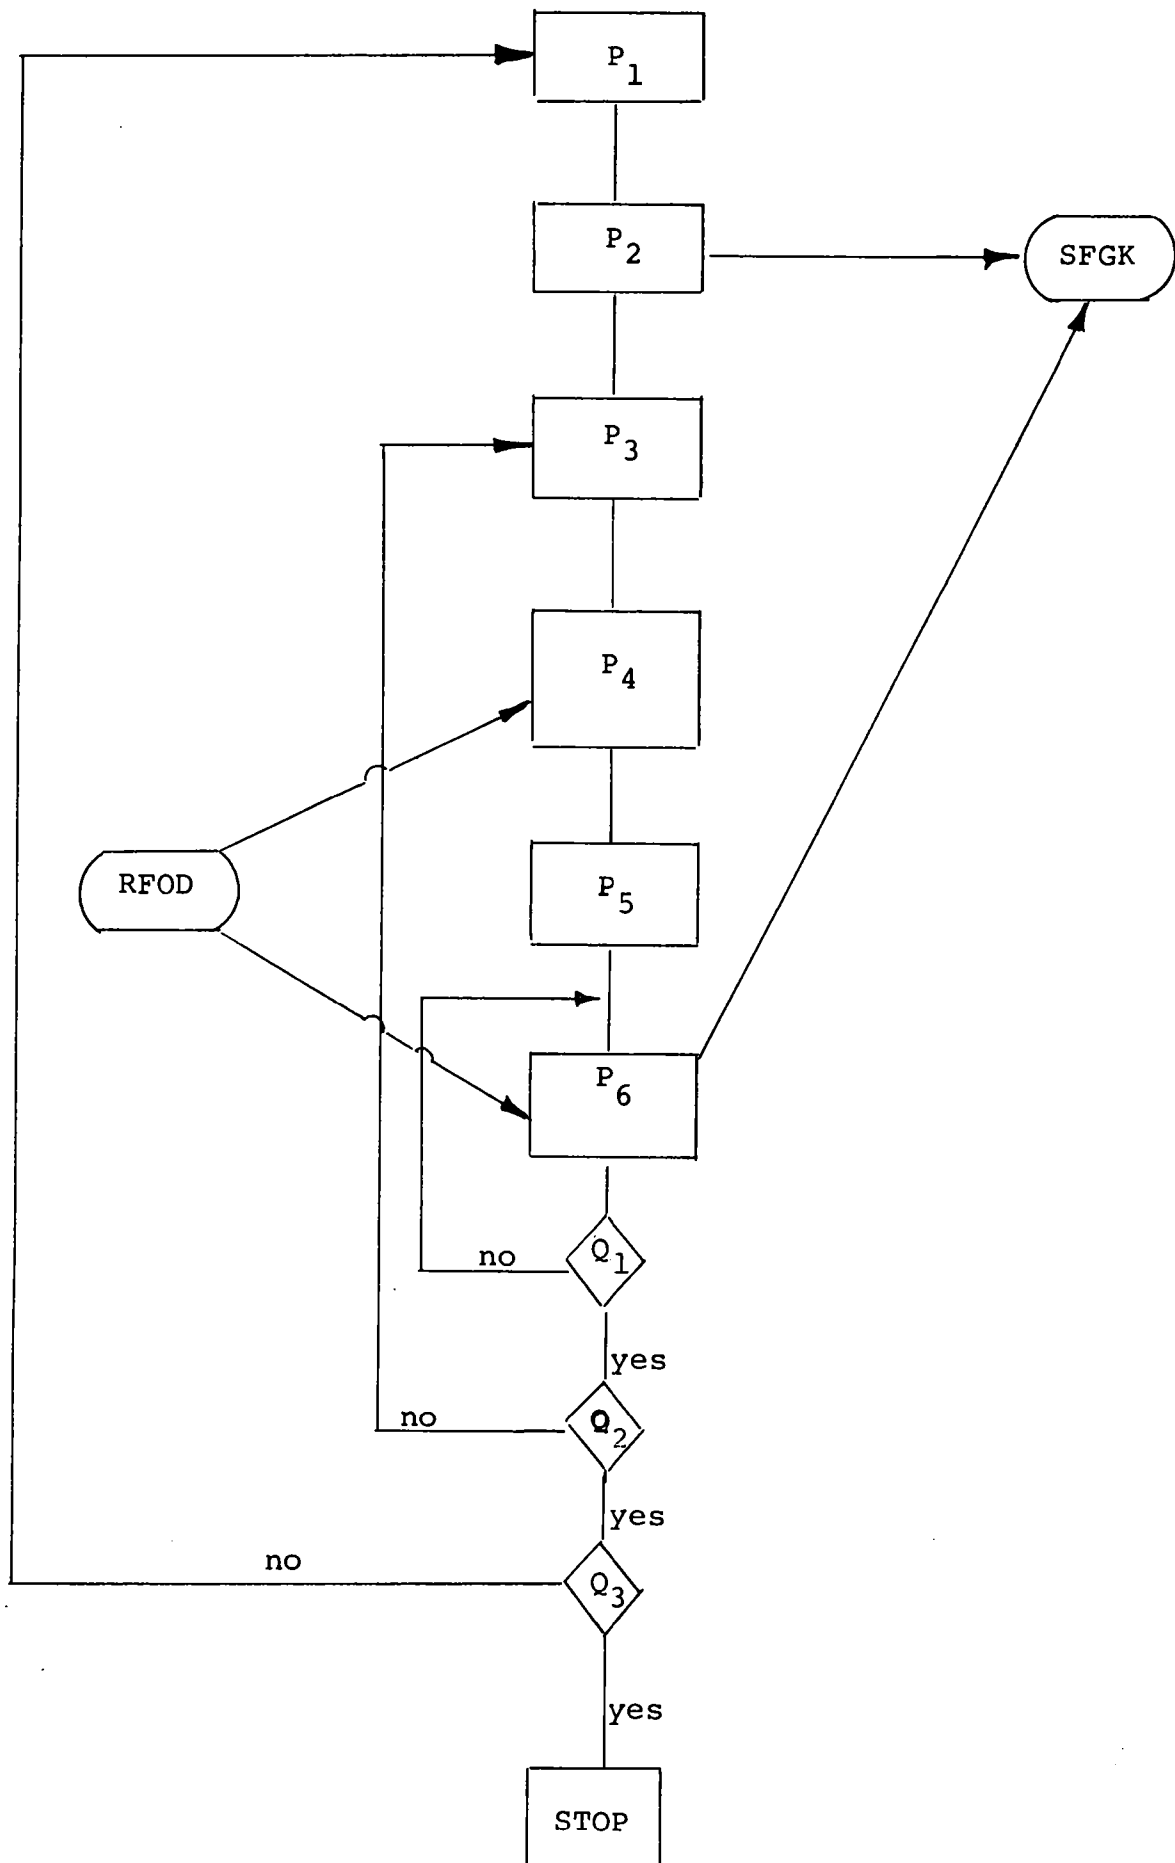 P1
P2
SFGK
P3
P4
RFOD
P5
P6
Q1
no
yes
Q2
no
yes
Q3
no
yes
STOP